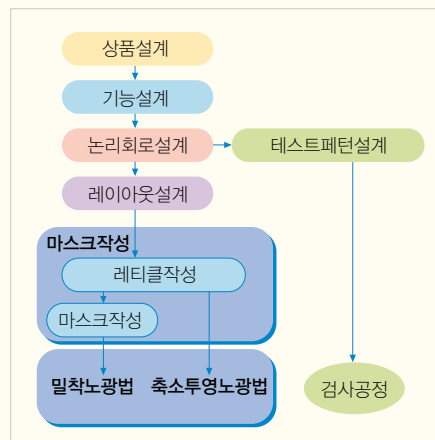 상품설계
기능설계
논리회로설계
테스트페턴설계
레이아웃설계
마스크작성
레티클작성
마스크작성
밀착노광법
축소투영노광법
검사공정